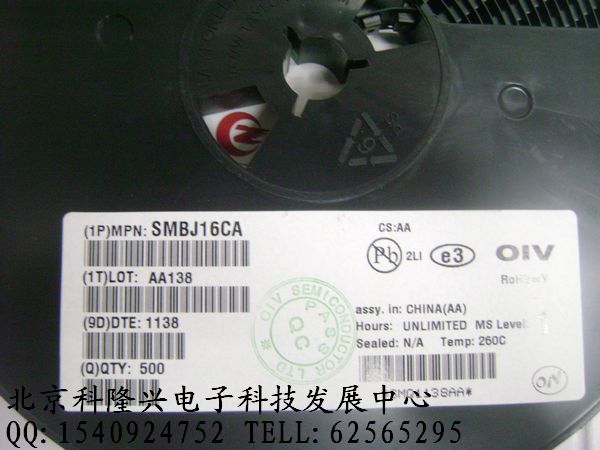 (1P)MPN: SMBJ16CA
(1T)LOT: AA138
(9D)DTE: 1138
(Q)QTY: 500
CS:AA
Pb 2LI e3 OIV
assy. in: CHINA(AA)
Hours: UNLIMITED MS Level:
Sealed: N/A Temp: 260C
OIV SEMICONDUCTOR LTD
PASS
QC
OIV
北京科隆兴电子科技发展中心
QQ: 1540924752 TELL: 62565295